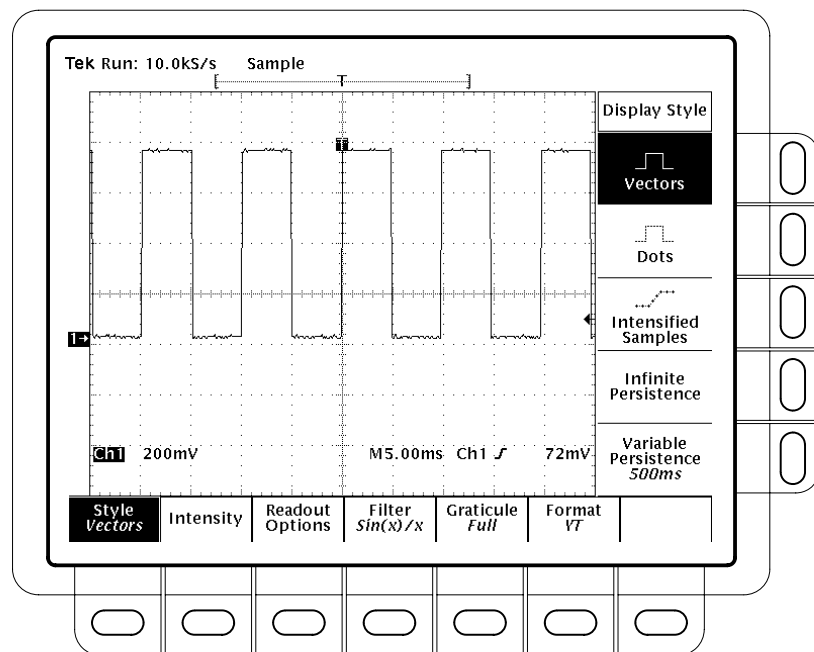 Tek Run: 10.0kS/s Sample
T
T
1→
Ch1 200mV M5.00ms Ch1 72mV
Display Style
Vectors
Dots
Intensified
Samples
Infinite
Persistence
Variable
Persistence
500ms
Style
Vectors
Intensity
Readout
Options
Filter
Sin(x)/x
Graticule
Full
Format
YT